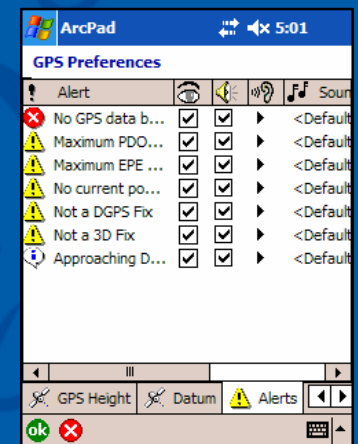 ArcPad 5:01
GPS Preferences
Alert Soun
No GPS data b...
Maximum PDO...
Maximum EPE ...
No current po...
Not a DGPS Fix
Not a 3D Fix
Approaching D...
<Default
<Default
<Default
<Default
<Default
<Default
<Default
GPS Height Datum Alerts
ok